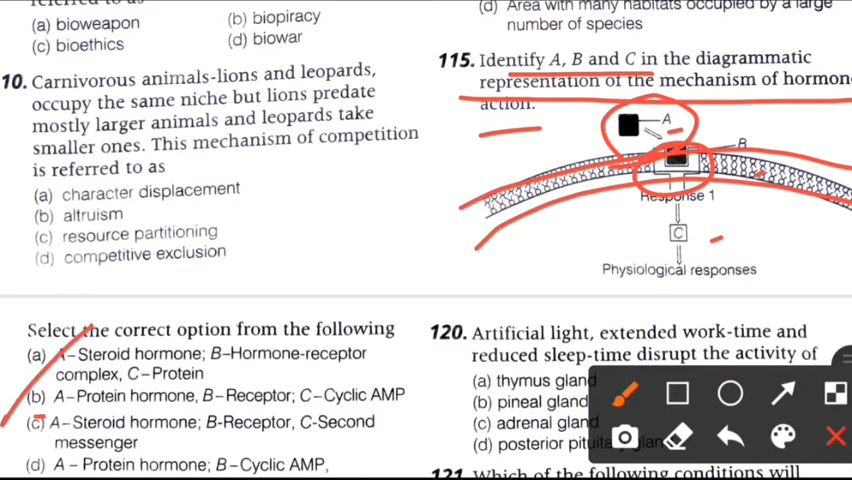 (a) bioweapon
(b) biopiracy
(c) bioethics
(d) biowar
10. Carnivorous animals-lions and leopards,
occupy the same niche but lions predate
mostly larger animals and leopards take
smaller ones. This mechanism of competition
is referred to as
(a) character displacement
(b) altruism
(c) resource partitioning
(d) competitive exclusion
(d) Area with many habitats occupied by a large
number of species
115. Identify A, B and C in the diagrammatic
representation of the mechanism of hormon
action.
A
B
Response 1
C
Physiological responses
Select the correct option from the following
(a) A–Steroid hormone; B–Hormone-receptor
complex, C–Protein
(b) A–Protein hormone, B–Receptor; C–Cyclic AMP
(c) A–Steroid hormone; B-Receptor, C-Second
messenger
(d) A – Protein hormone; B–Cyclic AMP,
120. Artificial light, extended work-time and
reduced sleep-time disrupt the activity of
(a) thymus gland
(b) pineal gland
(c) adrenal gland
(d) posterior pituitary gland
121. Which of the following conditions will